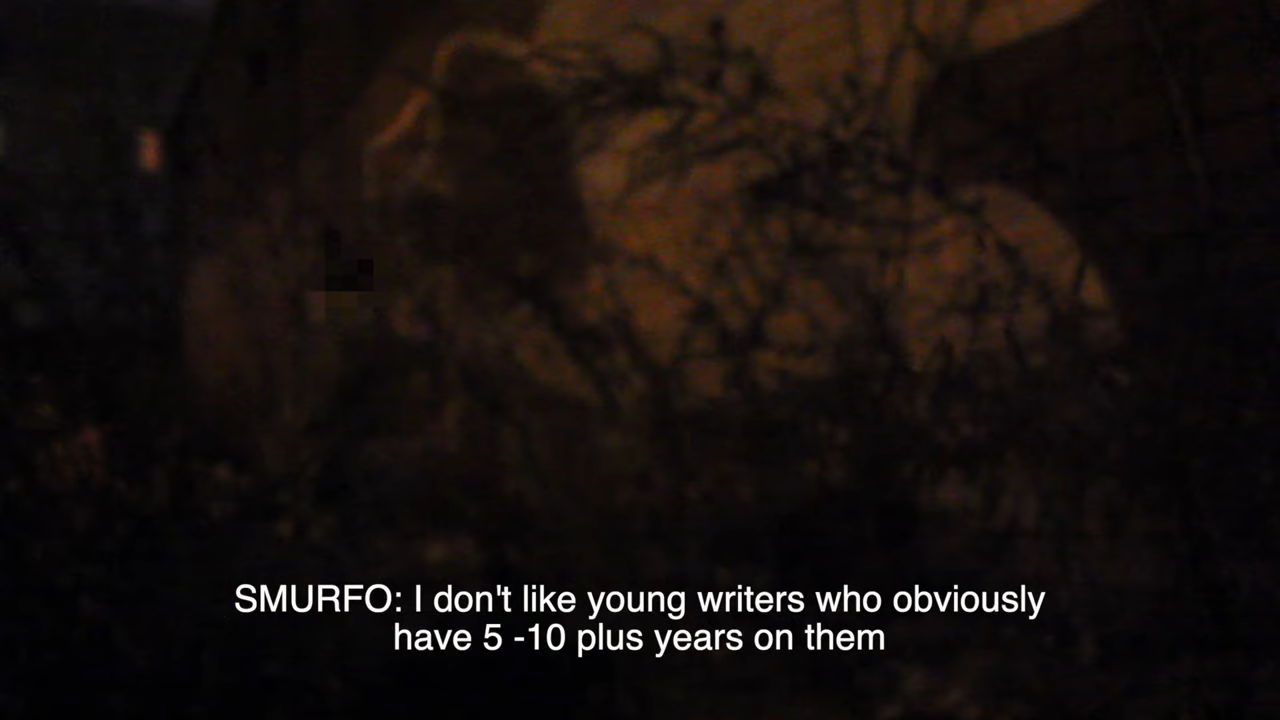 SMURFO: I don't like young writers who obviously
have 5 -10 plus years on them